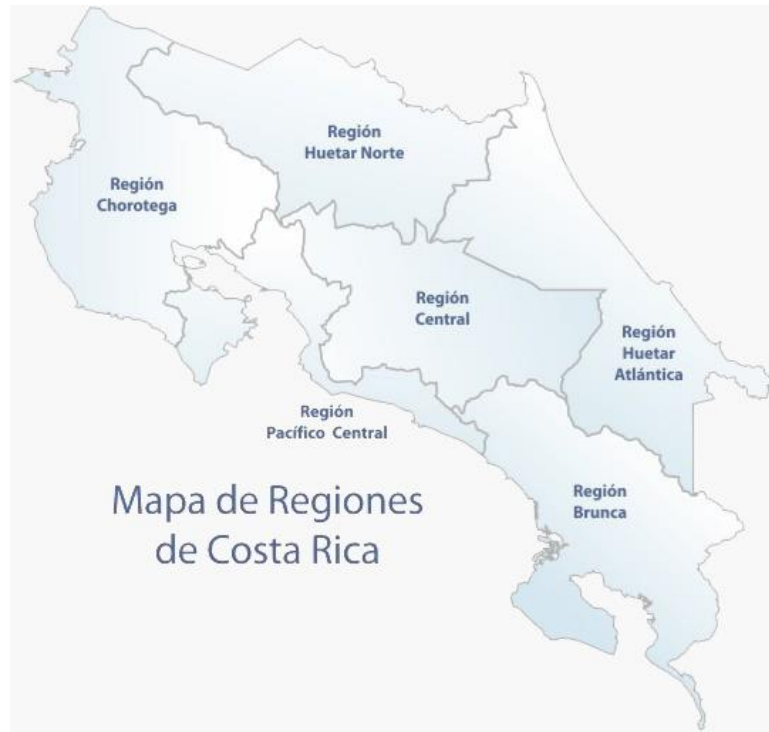 Región
Huetar Norte
Región
Chorotega
Región
Central
Región
Huetar
Atlántica
Región
Pacífico Central
Región
Brunca
Mapa de Regiones
de Costa Rica